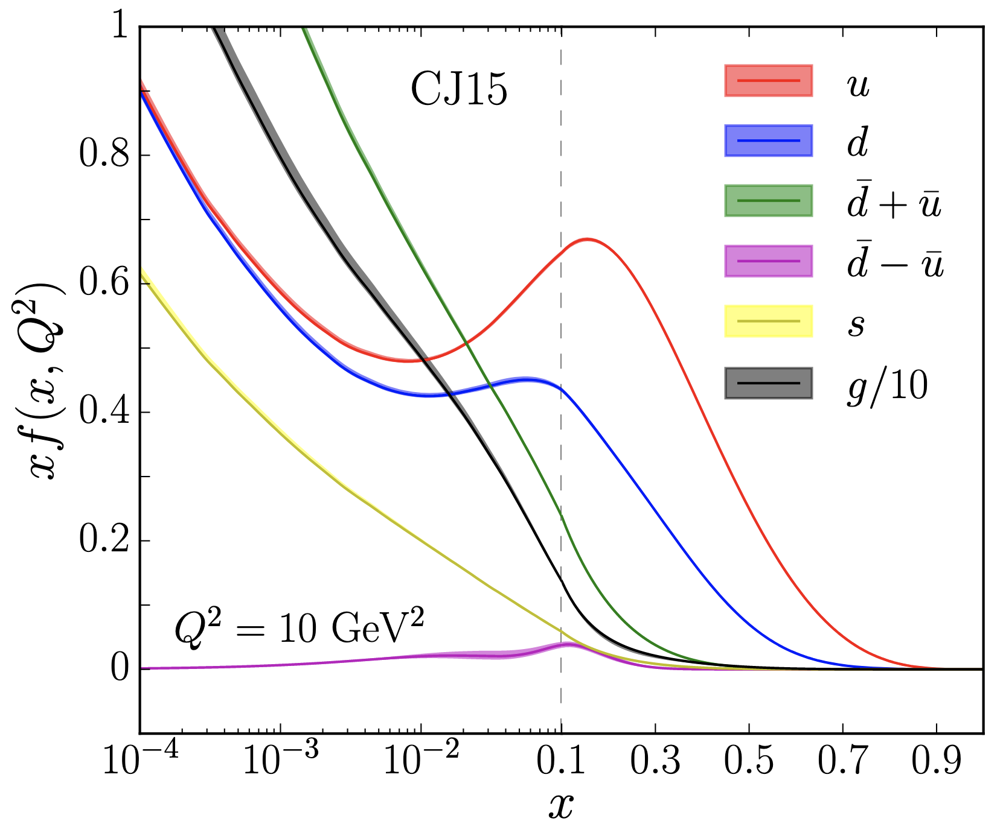 1
0.8
0.6
0.4
0.2
0
x f(x, Q²)
CJ15
Q² = 10 GeV²
u
d
d̄ + ū
d̄ − ū
s
g/10
10⁻⁴ 10⁻³ 10⁻² 0.1 0.3 0.5 0.7 0.9
x